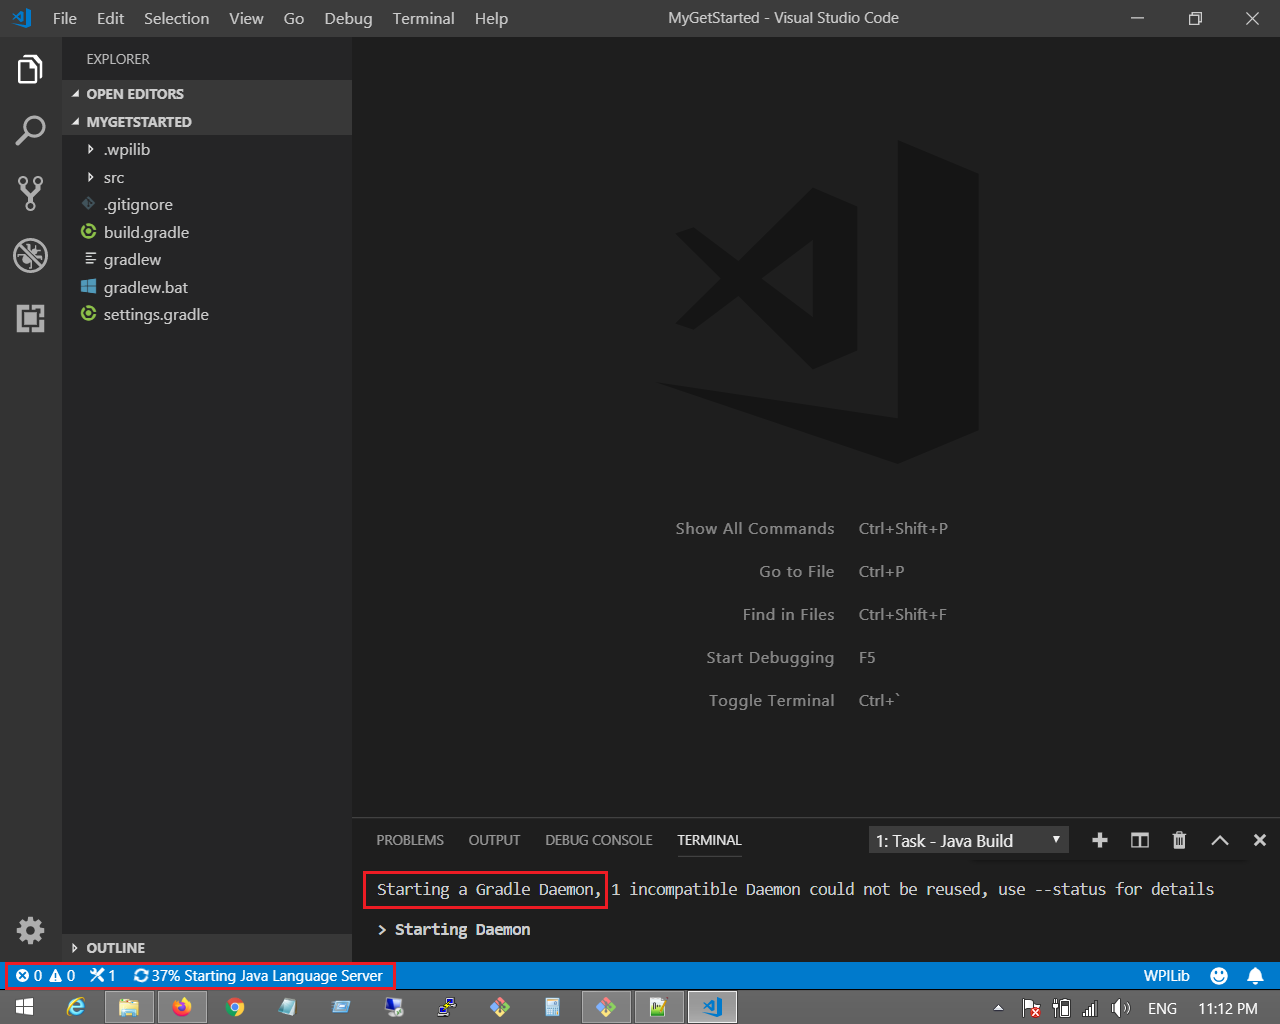 File Edit Selection View Go Debug Terminal Help MyGetStarted - Visual Studio Code
EXPLORER
OPEN EDITORS
MYGETSTARTED
.wpilib
src
.gitignore
build.gradle
gradlew
gradlew.bat
settings.gradle
Show All Commands Ctrl+Shift+P
Go to File Ctrl+P
Find in Files Ctrl+Shift+F
Start Debugging F5
Toggle Terminal Ctrl+`
PROBLEMS OUTPUT DEBUG CONSOLE TERMINAL 1: Task - Java Build
Starting a Gradle Daemon, 1 incompatible Daemon could not be reused, use --status for details
> Starting Daemon
OUTLINE
0 0 1 37% Starting Java Language Server WPILib
ENG 11:12 PM